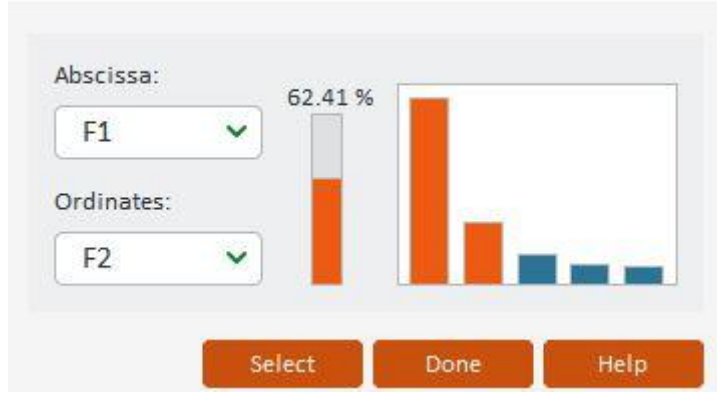 Abscissa:
62.41 %
F1
Ordinates:
F2
Select
Done
Help